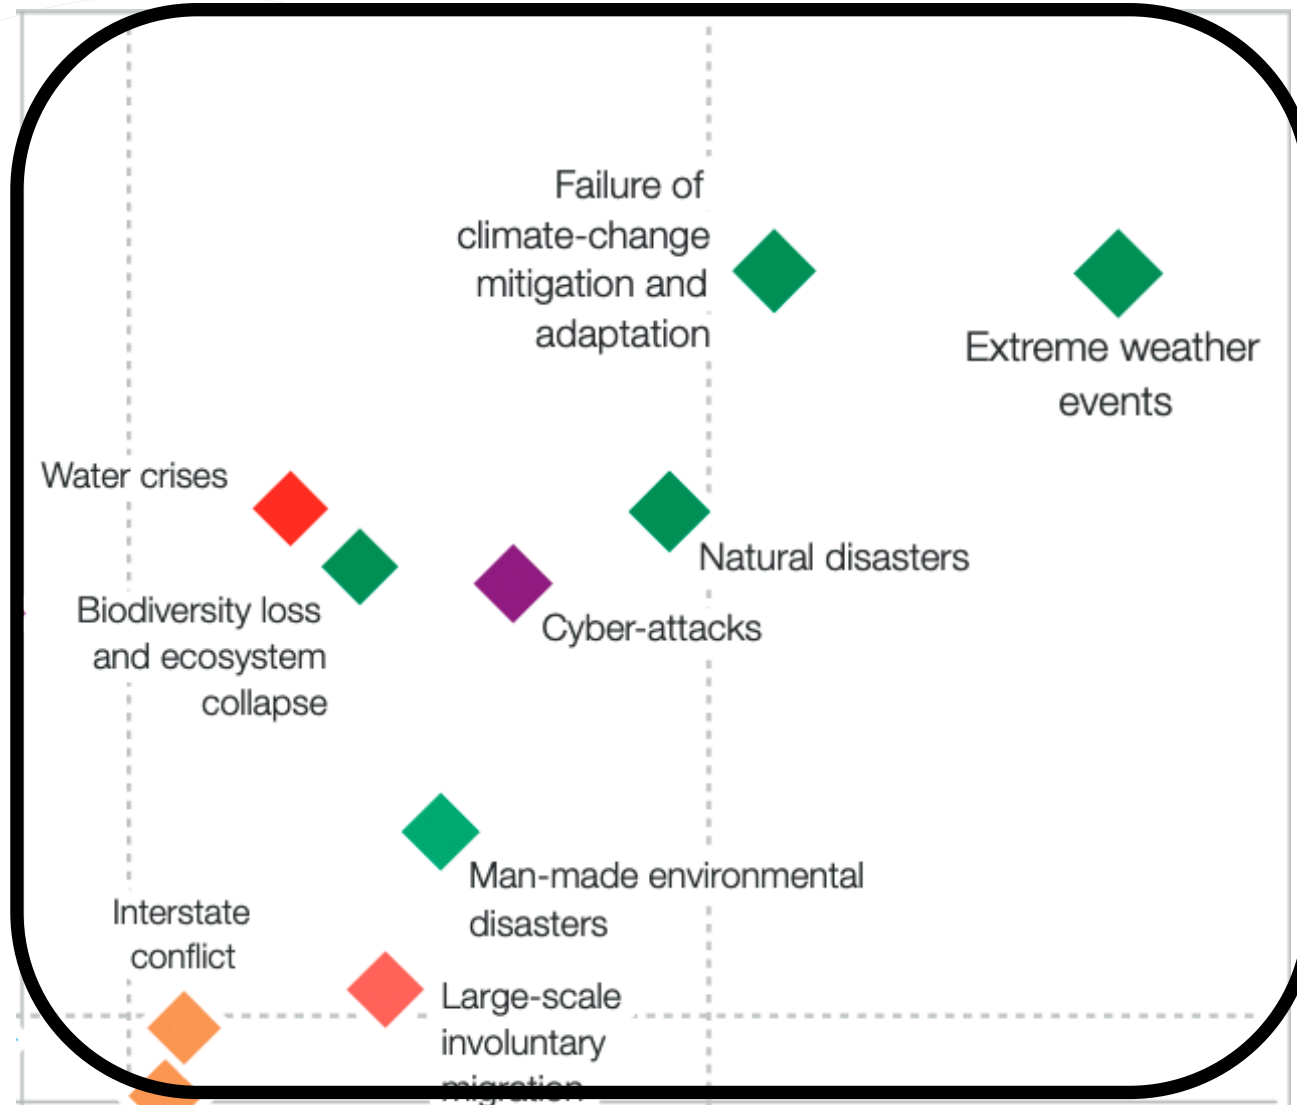 Failure of
climate-change
mitigation and
adaptation
Extreme weather
events
Water crises
Natural disasters
Biodiversity loss
and ecosystem
collapse
Cyber-attacks
Man-made environmental
disasters
Interstate
conflict
Large-scale
involuntary
migration